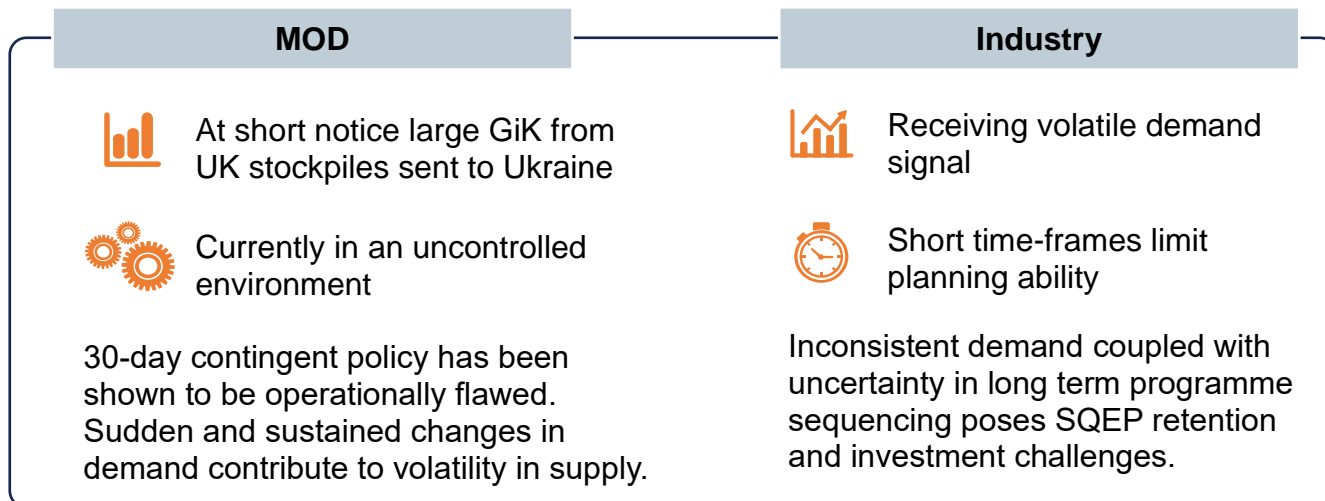 MOD
At short notice large GiK from
UK stockpiles sent to Ukraine
Currently in an uncontrolled
environment
30-day contingent policy has been
shown to be operationally flawed.
Sudden and sustained changes in
demand contribute to volatility in supply.
Industry
Receiving volatile demand
signal
Short time-frames limit
planning ability
Inconsistent demand coupled with
uncertainty in long term programme
sequencing poses SQEP retention
and investment challenges.